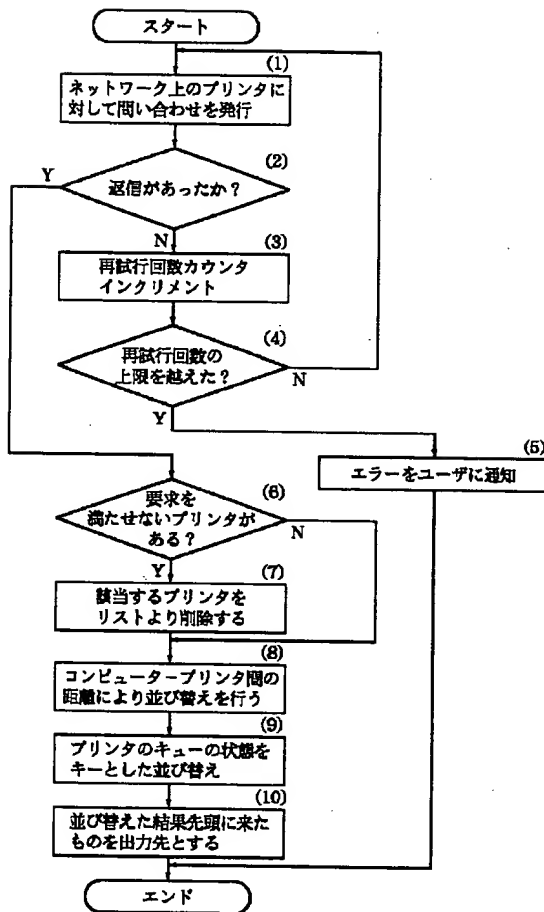 スタート
(1)
ネットワーク上のプリンタに
対して問い合わせを発行
(2)
Y
返信があったか？
N
(3)
再試行回数カウンタ
インクリメント
(4)
再試行回数の
上限を越えた？
N
Y
(5)
エラーをユーザに通知
(6)
要求を
満たせないプリンタが
ある？
N
Y
(7)
該当するプリンタを
リストより削除する
(8)
コンピューターープリンタ間の
距離により並び替えを行う
(9)
プリンタのキューの状態を
キーとした並び替え
(10)
並び替えた結果先頭に来た
ものを出力先とする
エンド